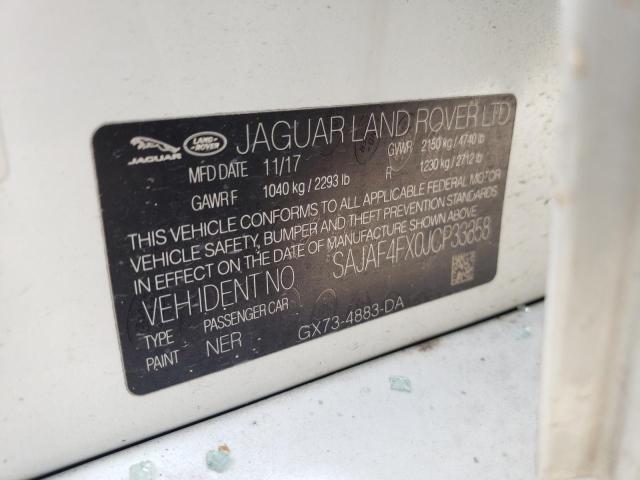 JAGUAR
LAND ROVER
JAGUAR LAND ROVER LTD
MFD DATE 11/17 GVWR 2150 kg / 4740 lb
GAWR F 1040 kg / 2293 lb R 1230 kg / 2712 lb
THIS VEHICLE CONFORMS TO ALL APPLICABLE FEDERAL MOTOR
VEHICLE SAFETY, BUMPER AND THEFT PREVENTION STANDARDS
IN EFFECT ON THE DATE OF MANUFACTURE SHOWN ABOVE.
VEH IDENT NO SAJAF4FX0JCP33358
TYPE PASSENGER CAR
PAINT NER GX73-4883-DA